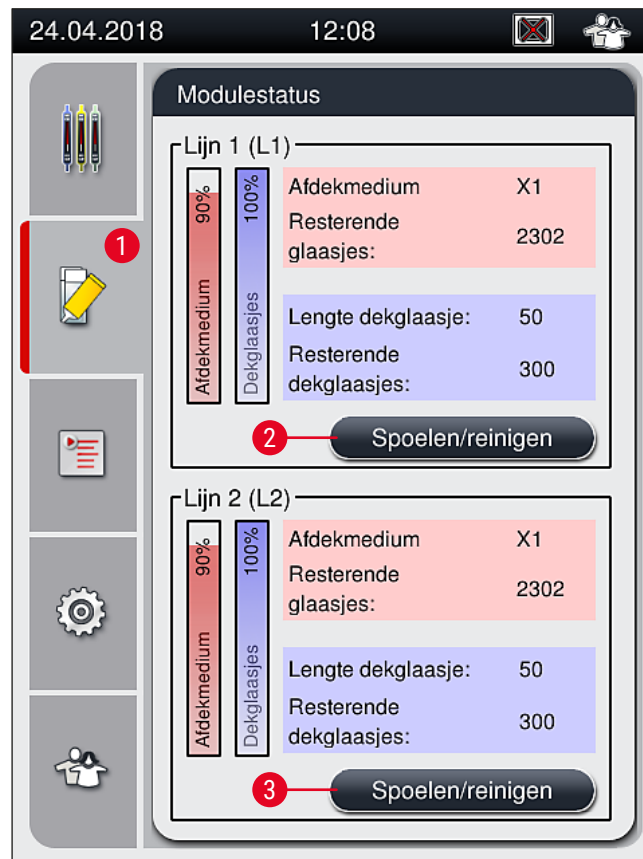 24.04.2018 12:08
Modulestatus
1
Lijn 1 (L1)
90%
Afdekmedium
100%
Dekglaasjes
Afdekmedium X1
Resterende
glaasjes: 2302
Lengte dekglaasje: 50
Resterende
dekglaasjes: 300
2 Spoelen/reinigen
Lijn 2 (L2)
90%
Afdekmedium
100%
Dekglaasjes
Afdekmedium X1
Resterende
glaasjes: 2302
Lengte dekglaasje: 50
Resterende
dekglaasjes: 300
3 Spoelen/reinigen